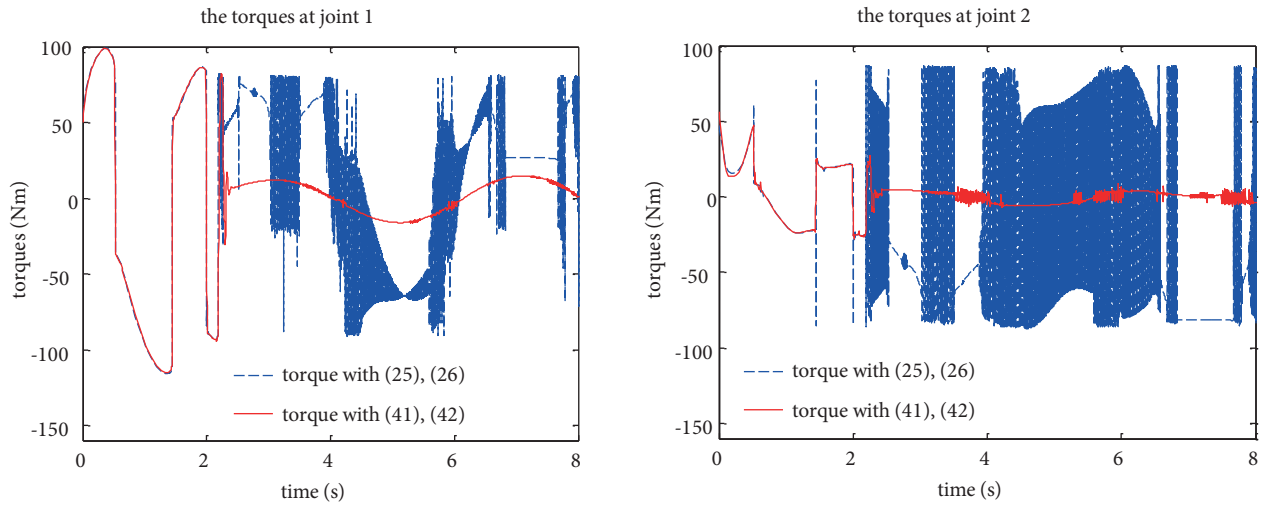 the torques at joint 1
100
50
0
-50
-100
-150
torques (Nm)
torque with (25), (26)
torque with (41), (42)
0 2 4 6 8
time (s)
the torques at joint 2
100
50
0
-50
-100
-150
torques (Nm)
torque with (25), (26)
torque with (41), (42)
0 2 4 6 8
time (s)